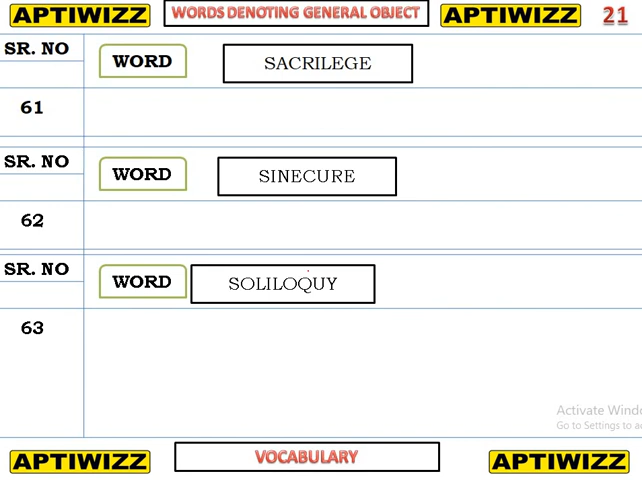 APTIWIZZ WORDS DENOTING GENERAL OBJECT APTIWIZZ 21
SR. NO WORD SACRILEGE
61
SR. NO WORD SINECURE
62
SR. NO WORD SOLILOQUY
63
Activate Windo
Go to Settings to a
APTIWIZZ VOCABULARY APTIWIZZ